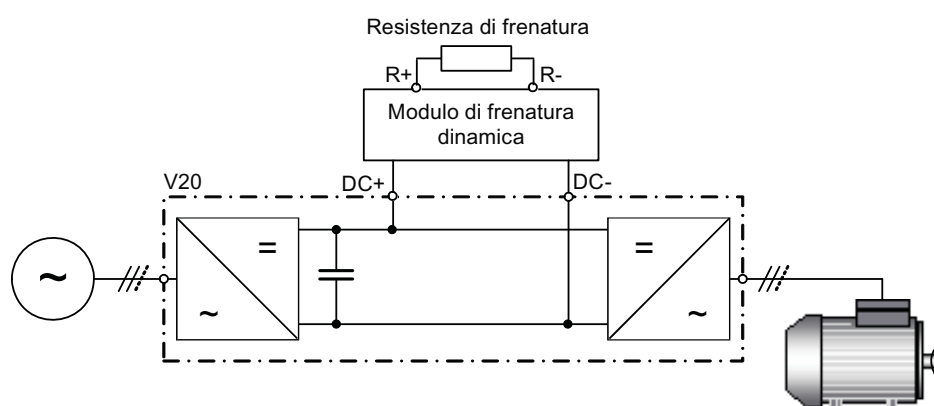 Resistenza di frenatura
R+ R-
Modulo di frenatura
dinamica
V20 DC+ DC-
= =
~
~ ~